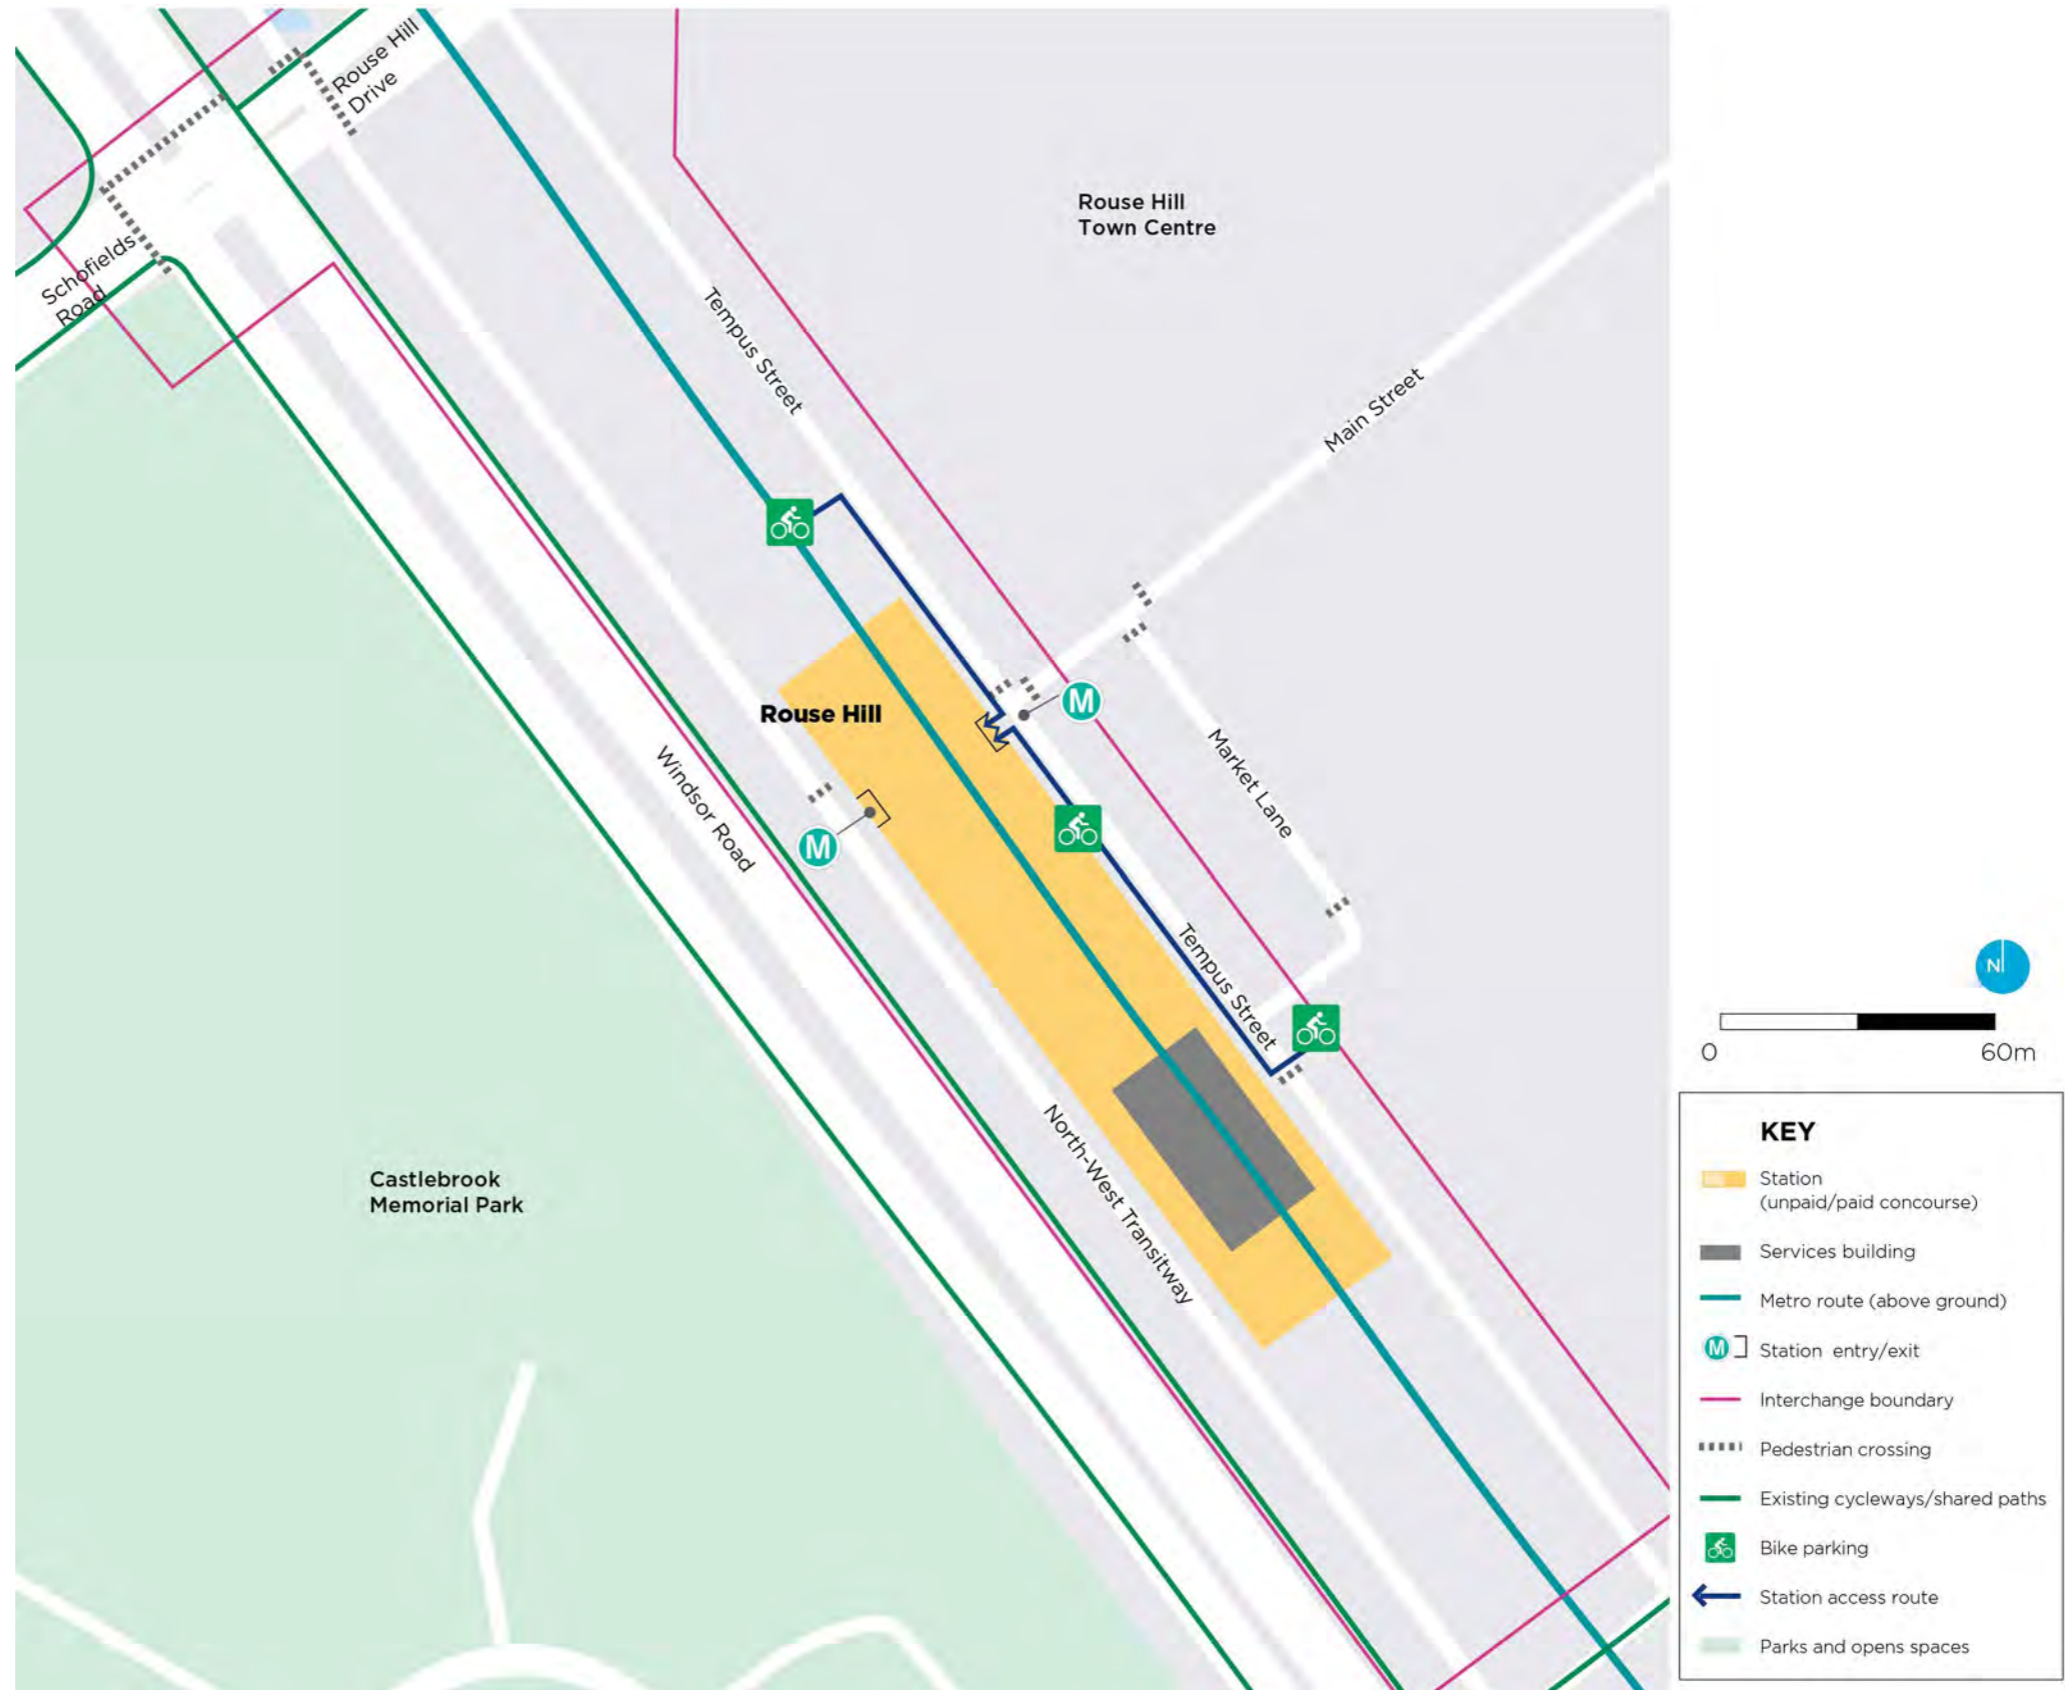 Rouse Hill
Drive
Schofields
Road
Rouse Hill
Town Centre
Tempus Street
Main Street
Rouse Hill
M
Market Lane
Windsor Road
M
Tempus Street
North-West Transitway
Castlebrook
Memorial Park
N
0 60m
KEY
Station
(unpaid/paid concourse)
Services building
Metro route (above ground)
M Station entry/exit
Interchange boundary
Pedestrian crossing
Existing cycleways/shared paths
Bike parking
Station access route
Parks and opens spaces